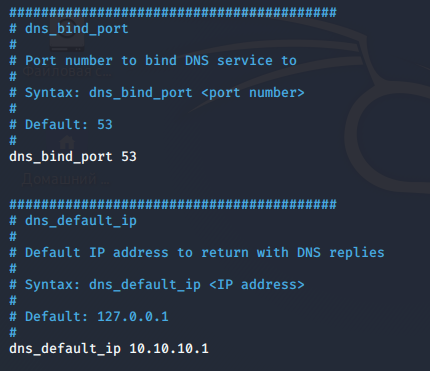 #########################################
# dns_bind_port
#
# Port number to bind DNS service to
#
# Syntax: dns_bind_port <port number>
#
# Default: 53
#
dns_bind_port 53
#########################################
# dns_default_ip
#
# Default IP address to return with DNS replies
#
# Syntax: dns_default_ip <IP address>
#
# Default: 127.0.0.1
#
dns_default_ip 10.10.10.1
Домашний ...